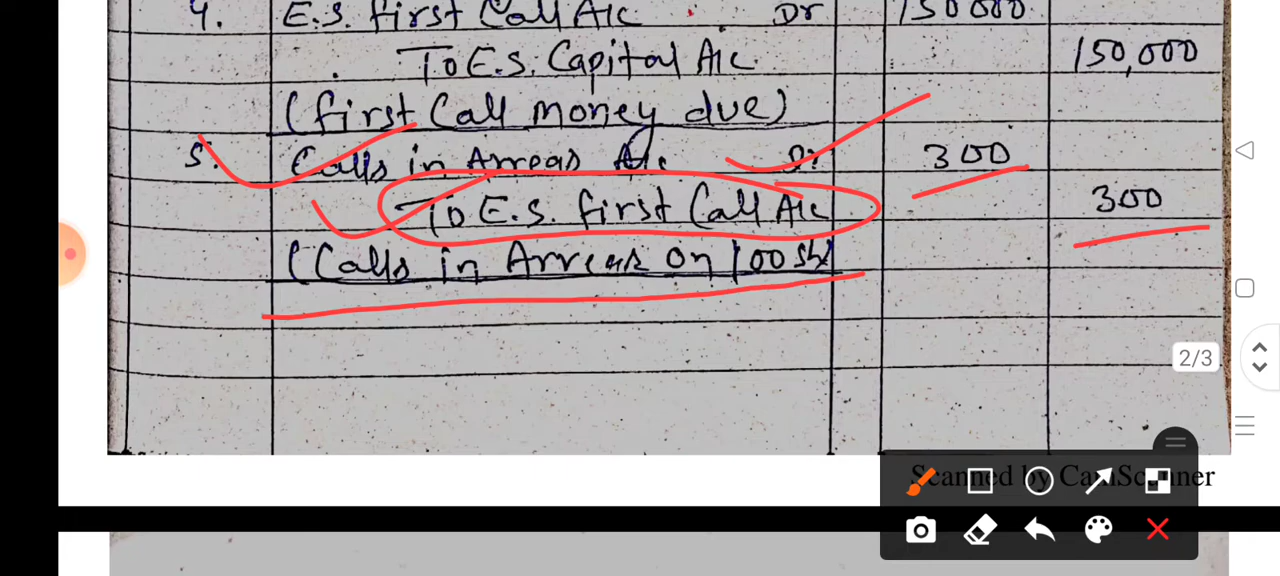 4. E.S. first Call A/c Dr 150000
To E.S. Capital A/c 150,000
(first Call money due)
5. Calls in Arrears A/c Dr 300
To E.S. first Call A/c 300
(Calls in Arrears on 100 sh)
2/3
Scanned by CamScanner